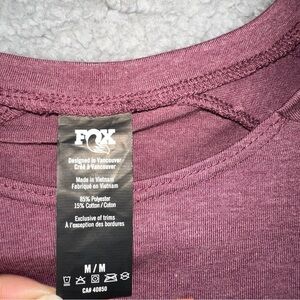 FOX
Designed in Vancouver
Créé à Vancouver
Made in Vietnam
Fabriqué en Vietnam
85% Polyester
15% Cotton / Coton
Exclusive of trims
A l'exception des bordures
M / M
CA# 40850